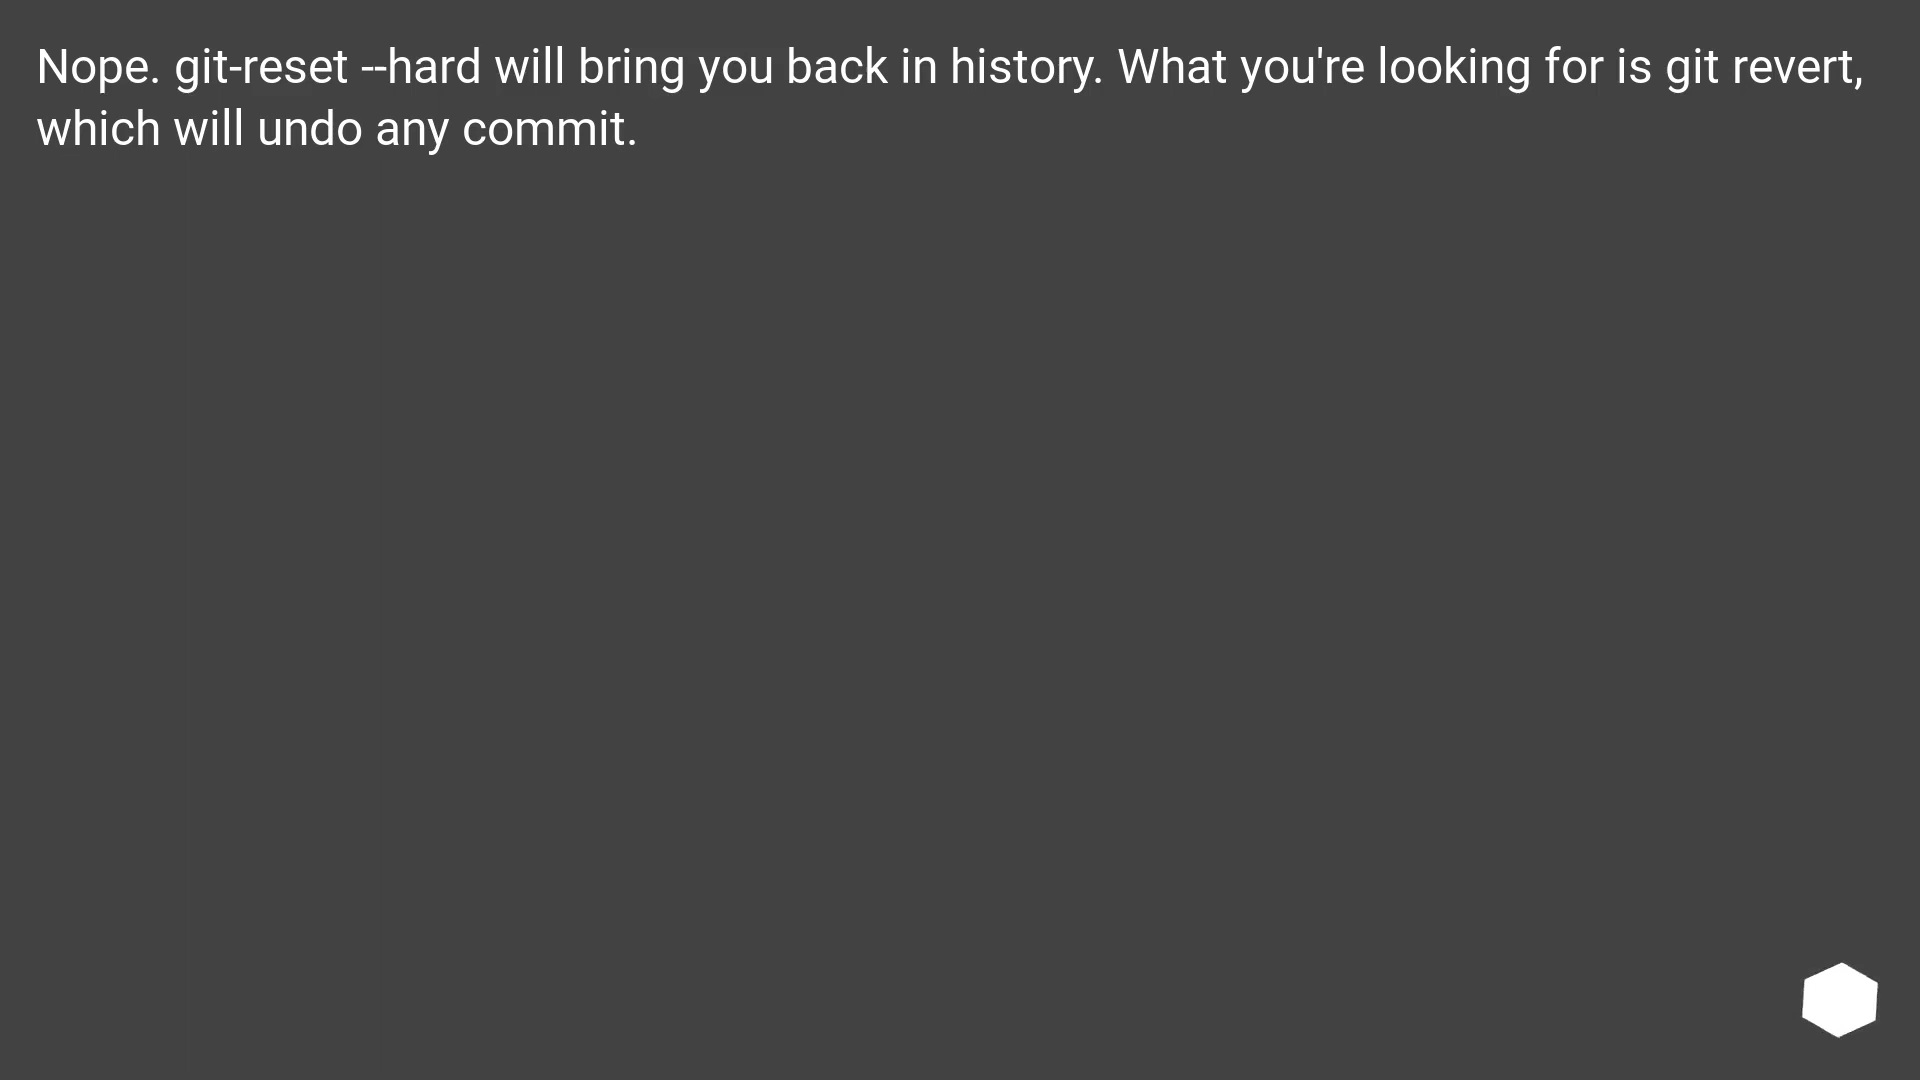 Nope. git-reset --hard will bring you back in history. What you're looking for is git revert,
which will undo any commit.